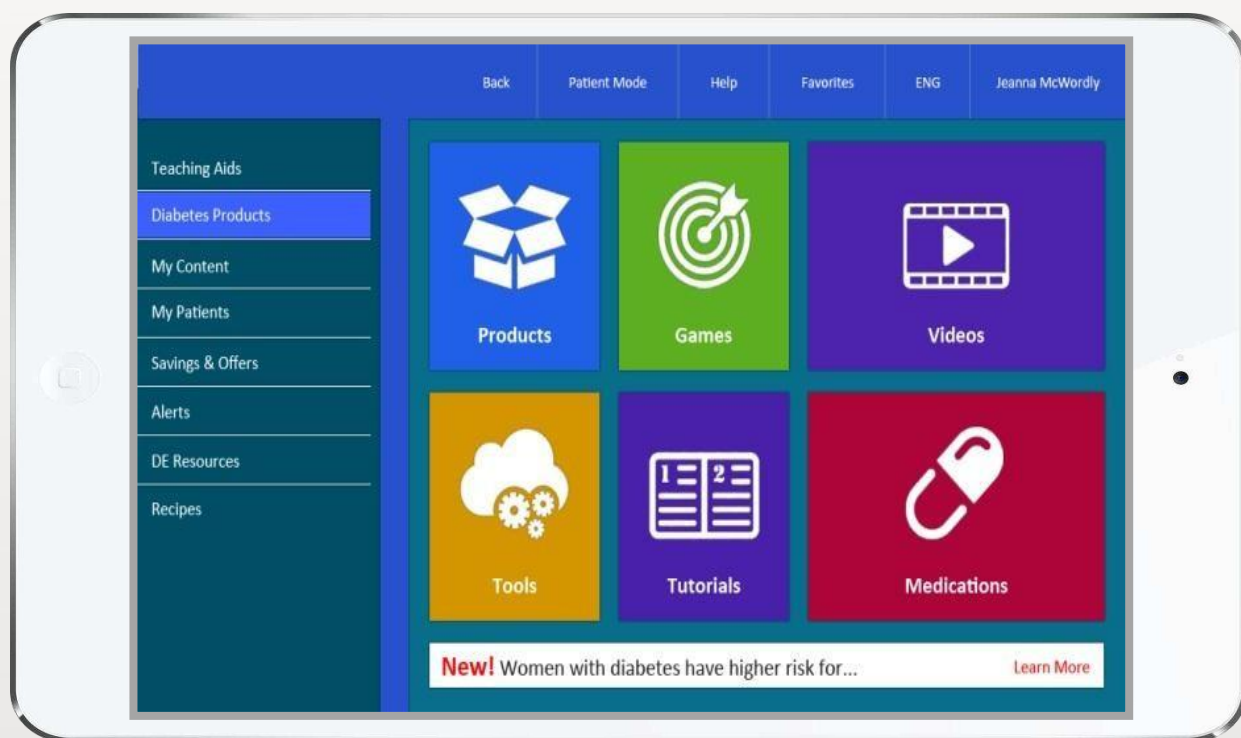 Back Patient Mode Help Favorites ENG Jeanna McWordly
Teaching Aids
Diabetes Products
My Content
My Patients
Savings & Offers
Alerts
DE Resources
Recipes
Products Games Videos
1 2
Tools Tutorials Medications
New! Women with diabetes have higher risk for... Learn More